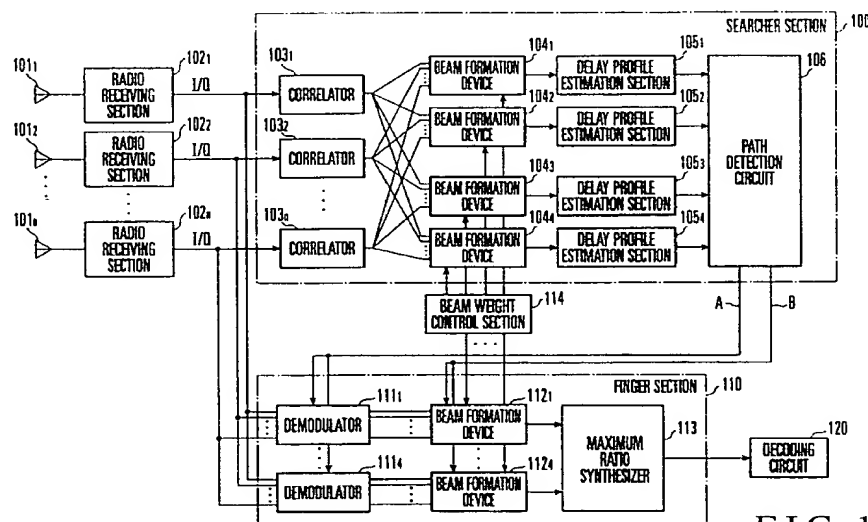 SEARCHER SECTION
100
101₁
RADIO
RECEIVING
SECTION
102₁
I/Q
103₁
CORRELATOR
BEAM FORMATION
DEVICE
104₁
DELAY PROFILE
ESTIMATION SECTION
105₁
106
PATH
DETECTION
CIRCUIT
101₂
RADIO
RECEIVING
SECTION
102₂
I/Q
103₂
CORRELATOR
BEAM FORMATION
DEVICE
104₂
DELAY PROFILE
ESTIMATION SECTION
105₂
BEAM FORMATION
DEVICE
104₃
DELAY PROFILE
ESTIMATION SECTION
105₃
RADIO
RECEIVING
SECTION
I/Q
CORRELATOR
BEAM FORMATION
DEVICE
104₄
DELAY PROFILE
ESTIMATION SECTION
105₄
BEAM WEIGHT
CONTROL SECTION
114
A
B
FINGER SECTION
110
DEMODULATOR
111₁
BEAM FORMATION
DEVICE
112₁
MAXIMUM
RATIO
SYNTHESIZER
113
DECODING
CIRCUIT
120
DEMODULATOR
111₄
BEAM FORMATION
DEVICE
112₄